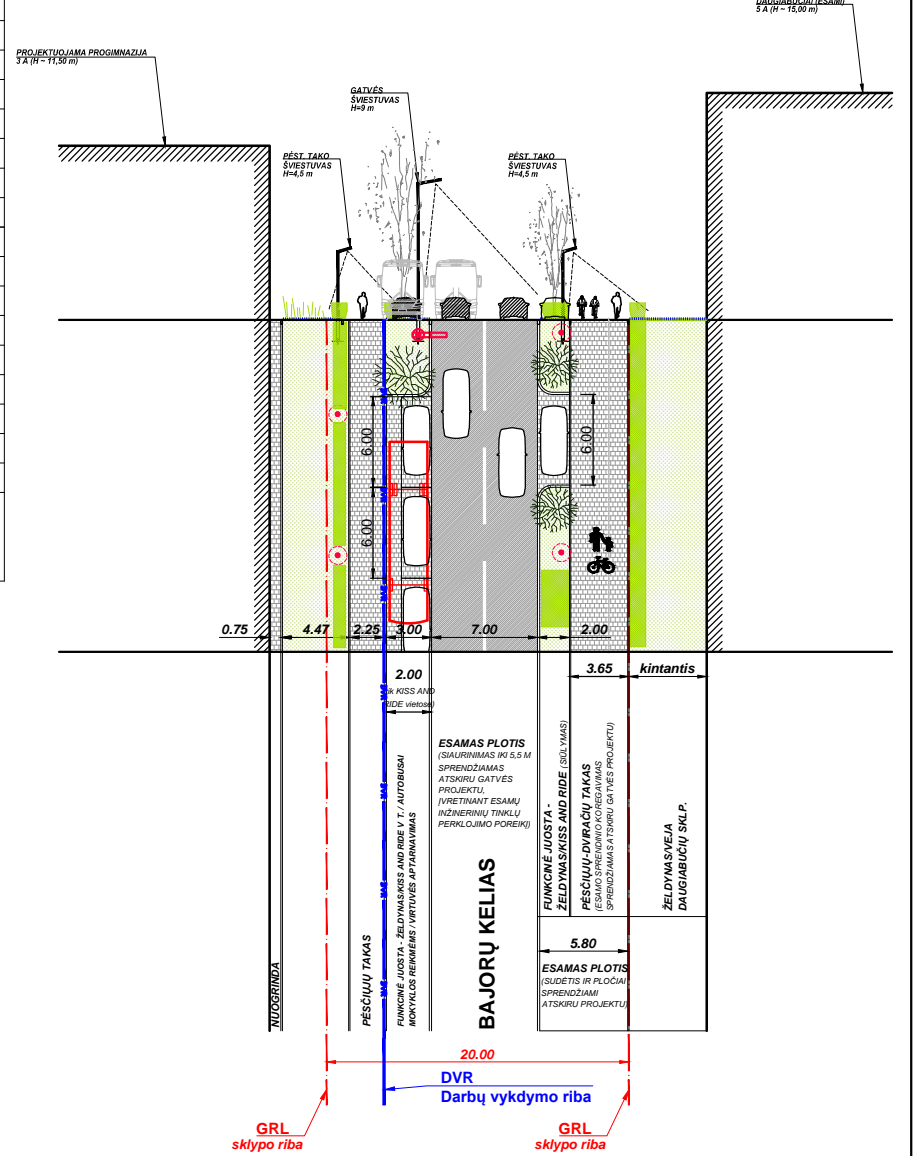 DAUGIABUČIAI (ESAMI)
5 A (H ~ 15,00 m)
PROJEKTUOJAMA PROGIMNAZIJA
3 A (H ~ 11,50 m)
GATVĖS
ŠVIESTUVAS
H=9 m
PĖST. TAKO
ŠVIESTUVAS
H=4,5 m
PĖST. TAKO
ŠVIESTUVAS
H=4,5 m
6.00
6.00
6.00
0.75
4.47
2.25
3.00
7.00
2.00
2.00
KISS AND
RIDE vietose)
3.65
kintantis
ESAMAS PLOTIS
(SIAURINIMAS IKI 5,5 M
SPRENDŽIAMAS
ATSKIRU GATVĖS
PROJEKTU,
ĮVRETINANT ESAMŲ
INŽINERINIŲ TINKLŲ
PERKLOJIMO POREIKĮ)
NUOGRINDA
PĖSČIŲJŲ TAKAS
FUNKCINĖ JUOSTA - ŽELDYNAS/KISS AND RIDE V T. / AUTOBUSAI
MOKYKLOS REIKMĖMS / VIRTUVĖS APTARNAVIMAS
BAJORŲ KELIAS
FUNKCINĖ JUOSTA -
ŽELDYNAS/KISS AND RIDE (SIŪLYMAS)
PĖSČIŲJŲ-DVIRAČIŲ TAKAS
(ESAMO SPRENDINIO KOREGAVIMAS
SPRENDŽIAMAS ATSKIRU GATVĖS PROJEKTU)
ŽELDYNAS/VEJA
DAUGIABUČIŲ SKLP.
5.80
ESAMAS PLOTIS
(SUDĖTIS IR PLOČIAI
SPRENDŽIAMI
ATSKIRU PROJEKTU)
20.00
DVR
Darbų vykdymo riba
GRL
sklypo riba
GRL
sklypo riba